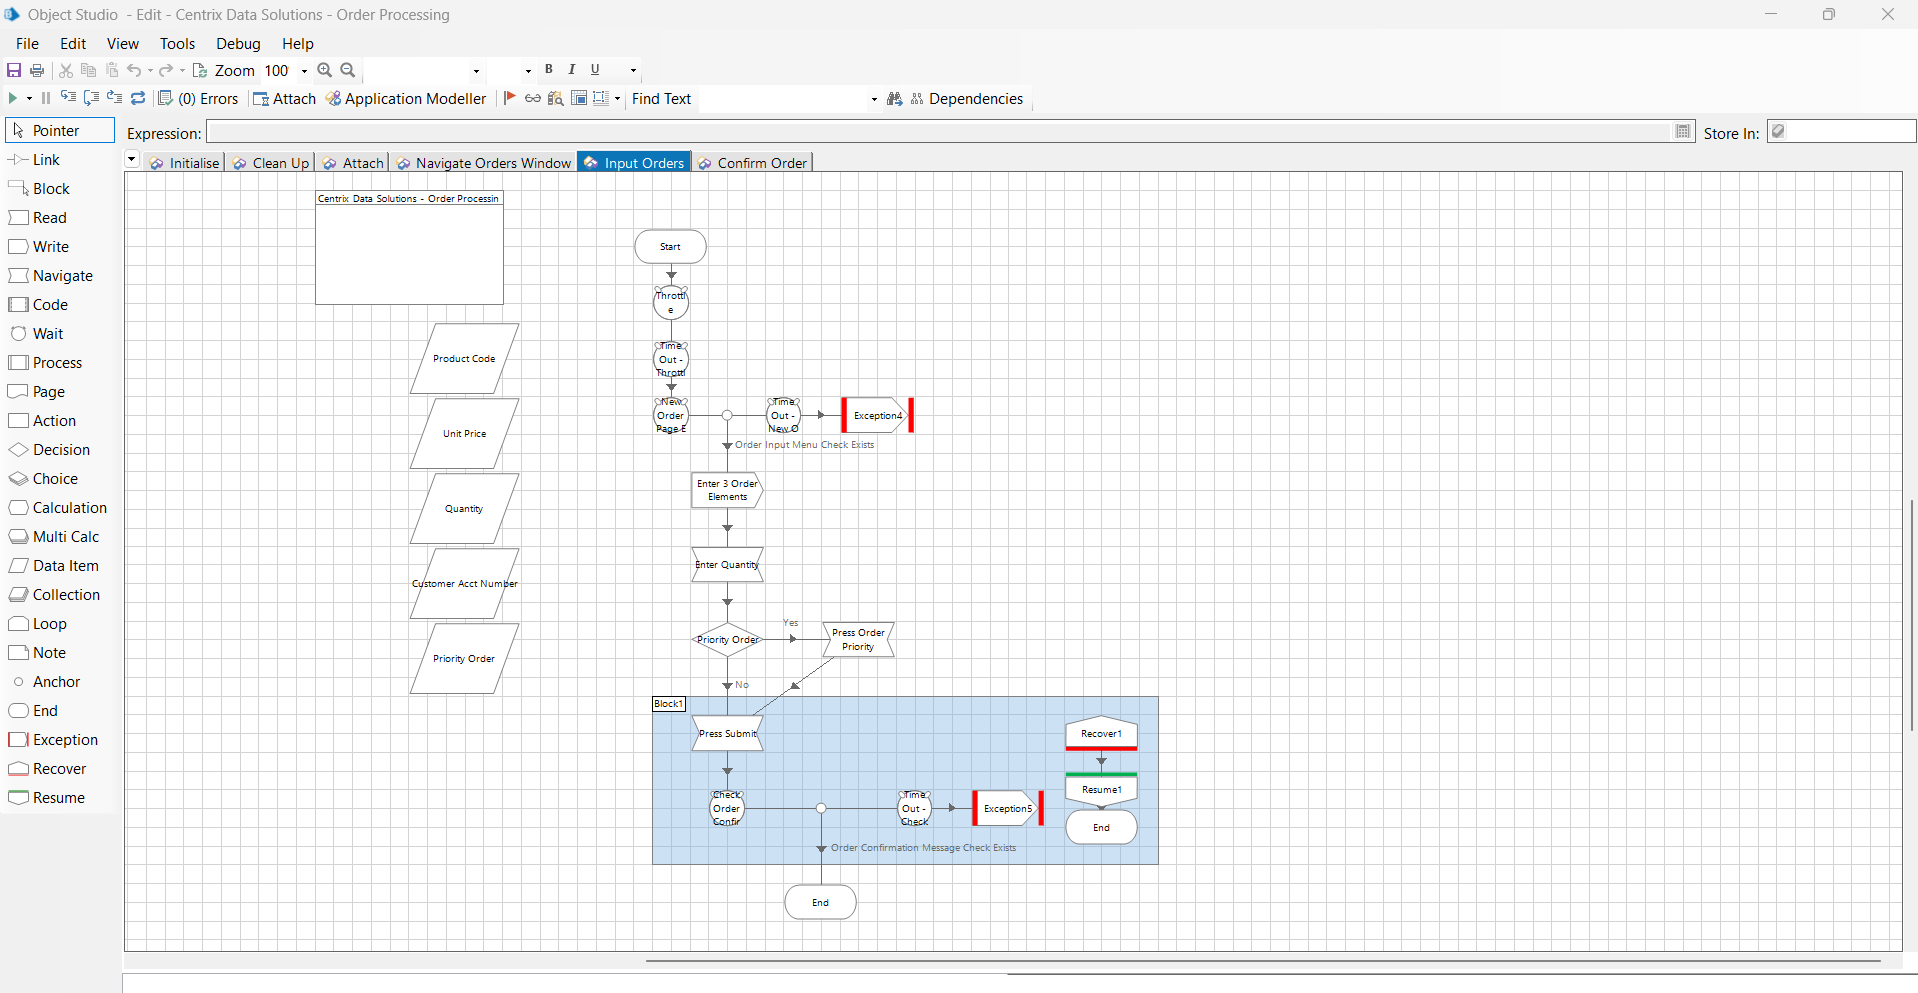 Object Studio - Edit - Centrix Data Solutions - Order Processing
File Edit View Tools Debug Help
Zoom 100 B I U
(0) Errors Attach Application Modeller Find Text Dependencies
Pointer
Expression:
Store In:
Link
Block
Read
Write
Navigate
Code
Wait
Process
Page
Action
Decision
Choice
Calculation
Multi Calc
Data Item
Collection
Loop
Note
Anchor
End
Exception
Recover
Resume
Initialise Clean Up Attach Navigate Orders Window Input Orders Confirm Order
Centrix Data Solutions - Order Processin
Product Code
Unit Price
Quantity
Customer Acct Number
Priority Order
Start
Throttl
e
Time
Out -
Throttl
New
Order
Page E
Time
Out -
New O
Exception4
Order Input Menu Check Exists
Enter 3 Order
Elements
Enter Quantity
Priority Order
Yes
Press Order
Priority
No
Block1
Press Submit
Check
Order
Confir
Time
Out -
Check
Exception5
Order Confirmation Message Check Exists
End
Recover1
Resume1
End